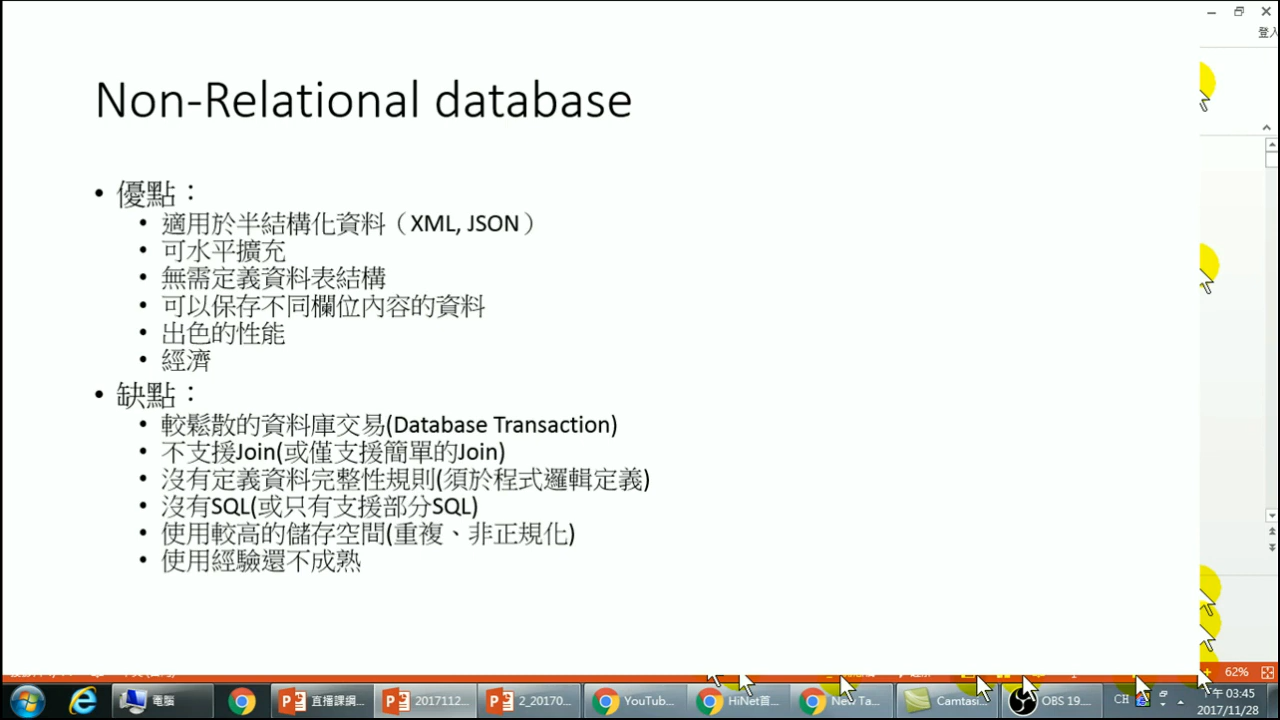 登入
Non-Relational database
• 優點：
• 適用於半結構化資料（XML, JSON）
• 可水平擴充
• 無需定義資料表結構
• 可以保存不同欄位內容的資料
• 出色的性能
• 經濟
• 缺點：
• 較鬆散的資料庫交易(Database Transaction)
• 不支援Join(或僅支援簡單的Join)
• 沒有定義資料完整性規則(須於程式邏輯定義)
• 沒有SQL(或只有支援部分SQL)
• 使用較高的儲存空間(重複、非正規化)
• 使用經驗還不成熟
62%
電腦
直播課綱...
2017112...
2_20170...
YouTub...
HiNet首...
New Ta...
Camtasi...
OBS 19....
CH
午 03:45
2017/11/28